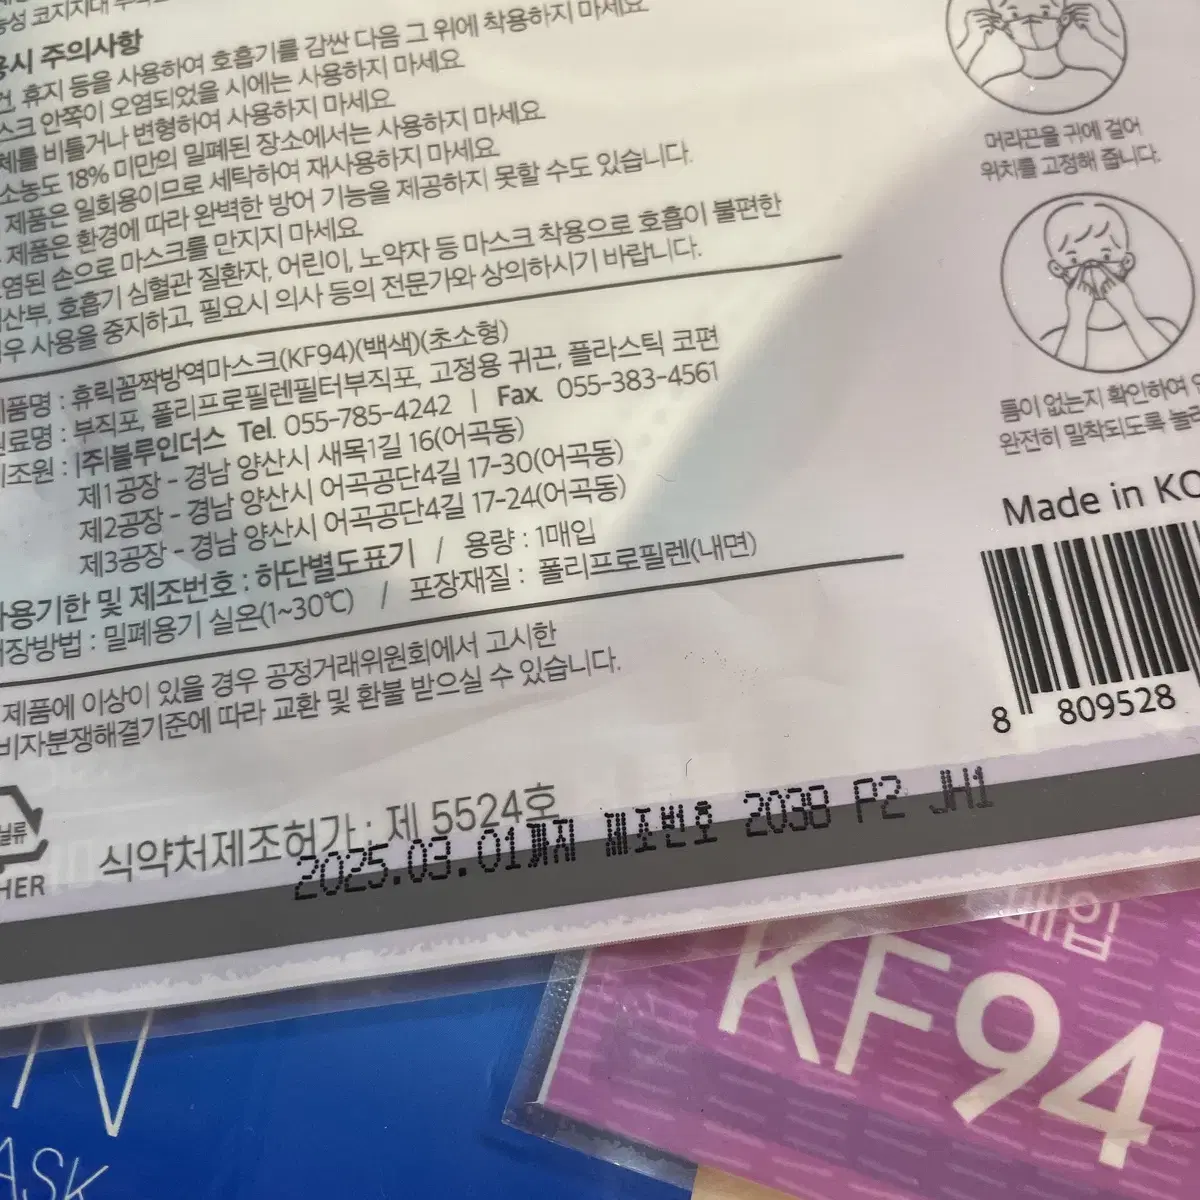 능성 코지지대
용시 주의사항
건, 휴지 등을 사용하여 호흡기를 감싼 다음 그 위에 착용하지 마세요
스크 안쪽이 오염되었을 시에는 사용하지 마세요
체를 비틀거나 변형하여 사용하지 마세요
소농도 18% 미만의 밀폐된 장소에서는 사용하지 마세요
제품은 일회용이므로 세탁하여 재사용하지 마세요
제품은 환경에 따라 완벽한 방어 기능을 제공하지 못할 수도 있습니다.
염된 손으로 마스크를 만지지 마세요
산부, 호흡기 심혈관 질환자, 어린이, 노약자 등 마스크 착용으로 호흡이 불편한
우 사용을 중지하고, 필요시 의사 등의 전문가와 상의하시기 바랍니다.
제품명 : 휴릭꼼짝방역마스크(KF94)(백색)(초소형)
원료명 : 부직포, 폴리프로필렌필터부직포, 고정용 귀끈, 플라스틱 코편
제조원 : (주)블루인더스 Tel. 055-785-4242 | Fax. 055-383-4561
제1공장 - 경남 양산시 새목1길 16(어곡동)
제2공장 - 경남 양산시 어곡공단4길 17-30(어곡동)
제3공장 - 경남 양산시 어곡공단4길 17-24(어곡동)
사용기한 및 제조번호 : 하단별도표기 / 용량 : 1매입
저장방법 : 밀폐용기 실온(1~30℃) / 포장재질 : 폴리프로필렌(내면)
제품에 이상이 있을 경우 공정거래위원회에서 고시한
비자분쟁해결기준에 따라 교환 및 환불 받으실 수 있습니다.
머리끈을 귀에 걸어
위치를 고정해 줍니다.
틈이 없는지 확인하여
완전히 밀착되도록 눌러
Made in KO
8 809528
닐류
HER
식약처제조허가 : 제 5524호
2025.03.01까지 제조번호 2038 P2 JH1
매입
KF94
N
ASK